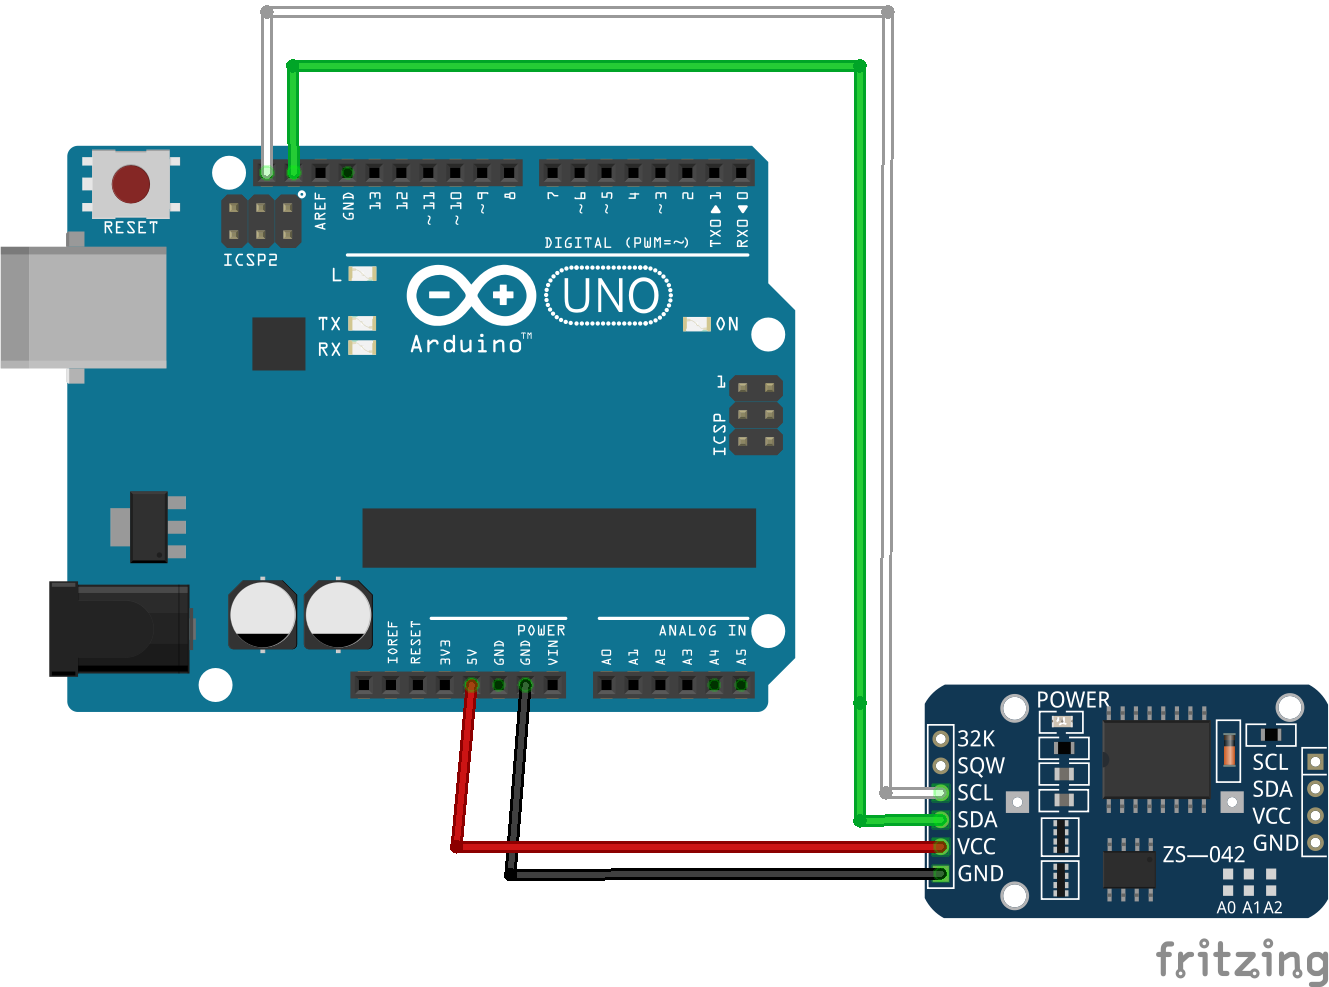 RESET
ICSP2
AREF
GND
13
12
~11
~10
~9
8
7
~6
~5
4
~3
2
TXO▶1
RXO◀0
DIGITAL (PWM=~)
L
TX
RX
UNO
Arduino™
ON
1
ICSP
IOREF
RESET
3V3
5V
GND
GND
VIN
POWER
ANALOG IN
A0
A1
A2
A3
A4
A5
POWER
32K
SQW
SCL
SDA
VCC
GND
SCL
SDA
VCC
GND
ZS—042
A0 A1 A2
fritzing